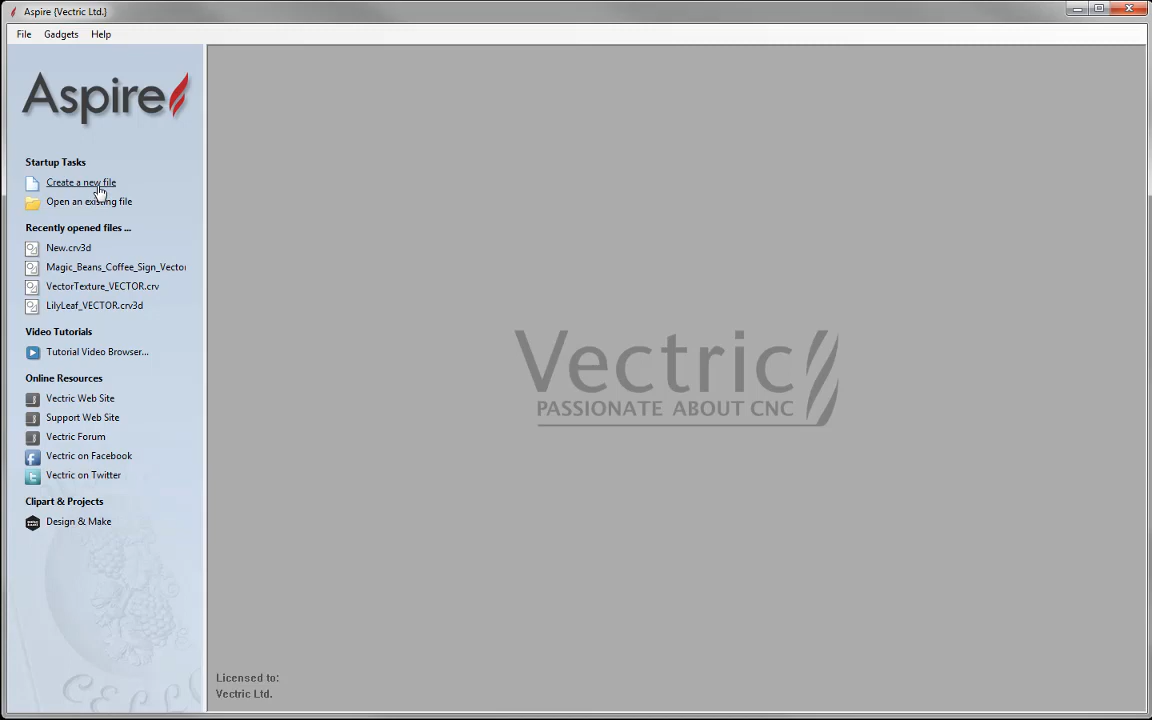 Aspire {Vectric Ltd.}
File Gadgets Help
Aspire
Startup Tasks
Create a new file
Open an existing file
Recently opened files ...
New.crv3d
Magic_Beans_Coffee_Sign_Vector
VectorTexture_VECTOR.crv
LilyLeaf_VECTOR.crv3d
Video Tutorials
Tutorial Video Browser...
Online Resources
Vectric Web Site
Support Web Site
Vectric Forum
Vectric on Facebook
Vectric on Twitter
Clipart & Projects
Design & Make
CELLO
Vectric
PASSIONATE ABOUT CNC
Licensed to:
Vectric Ltd.